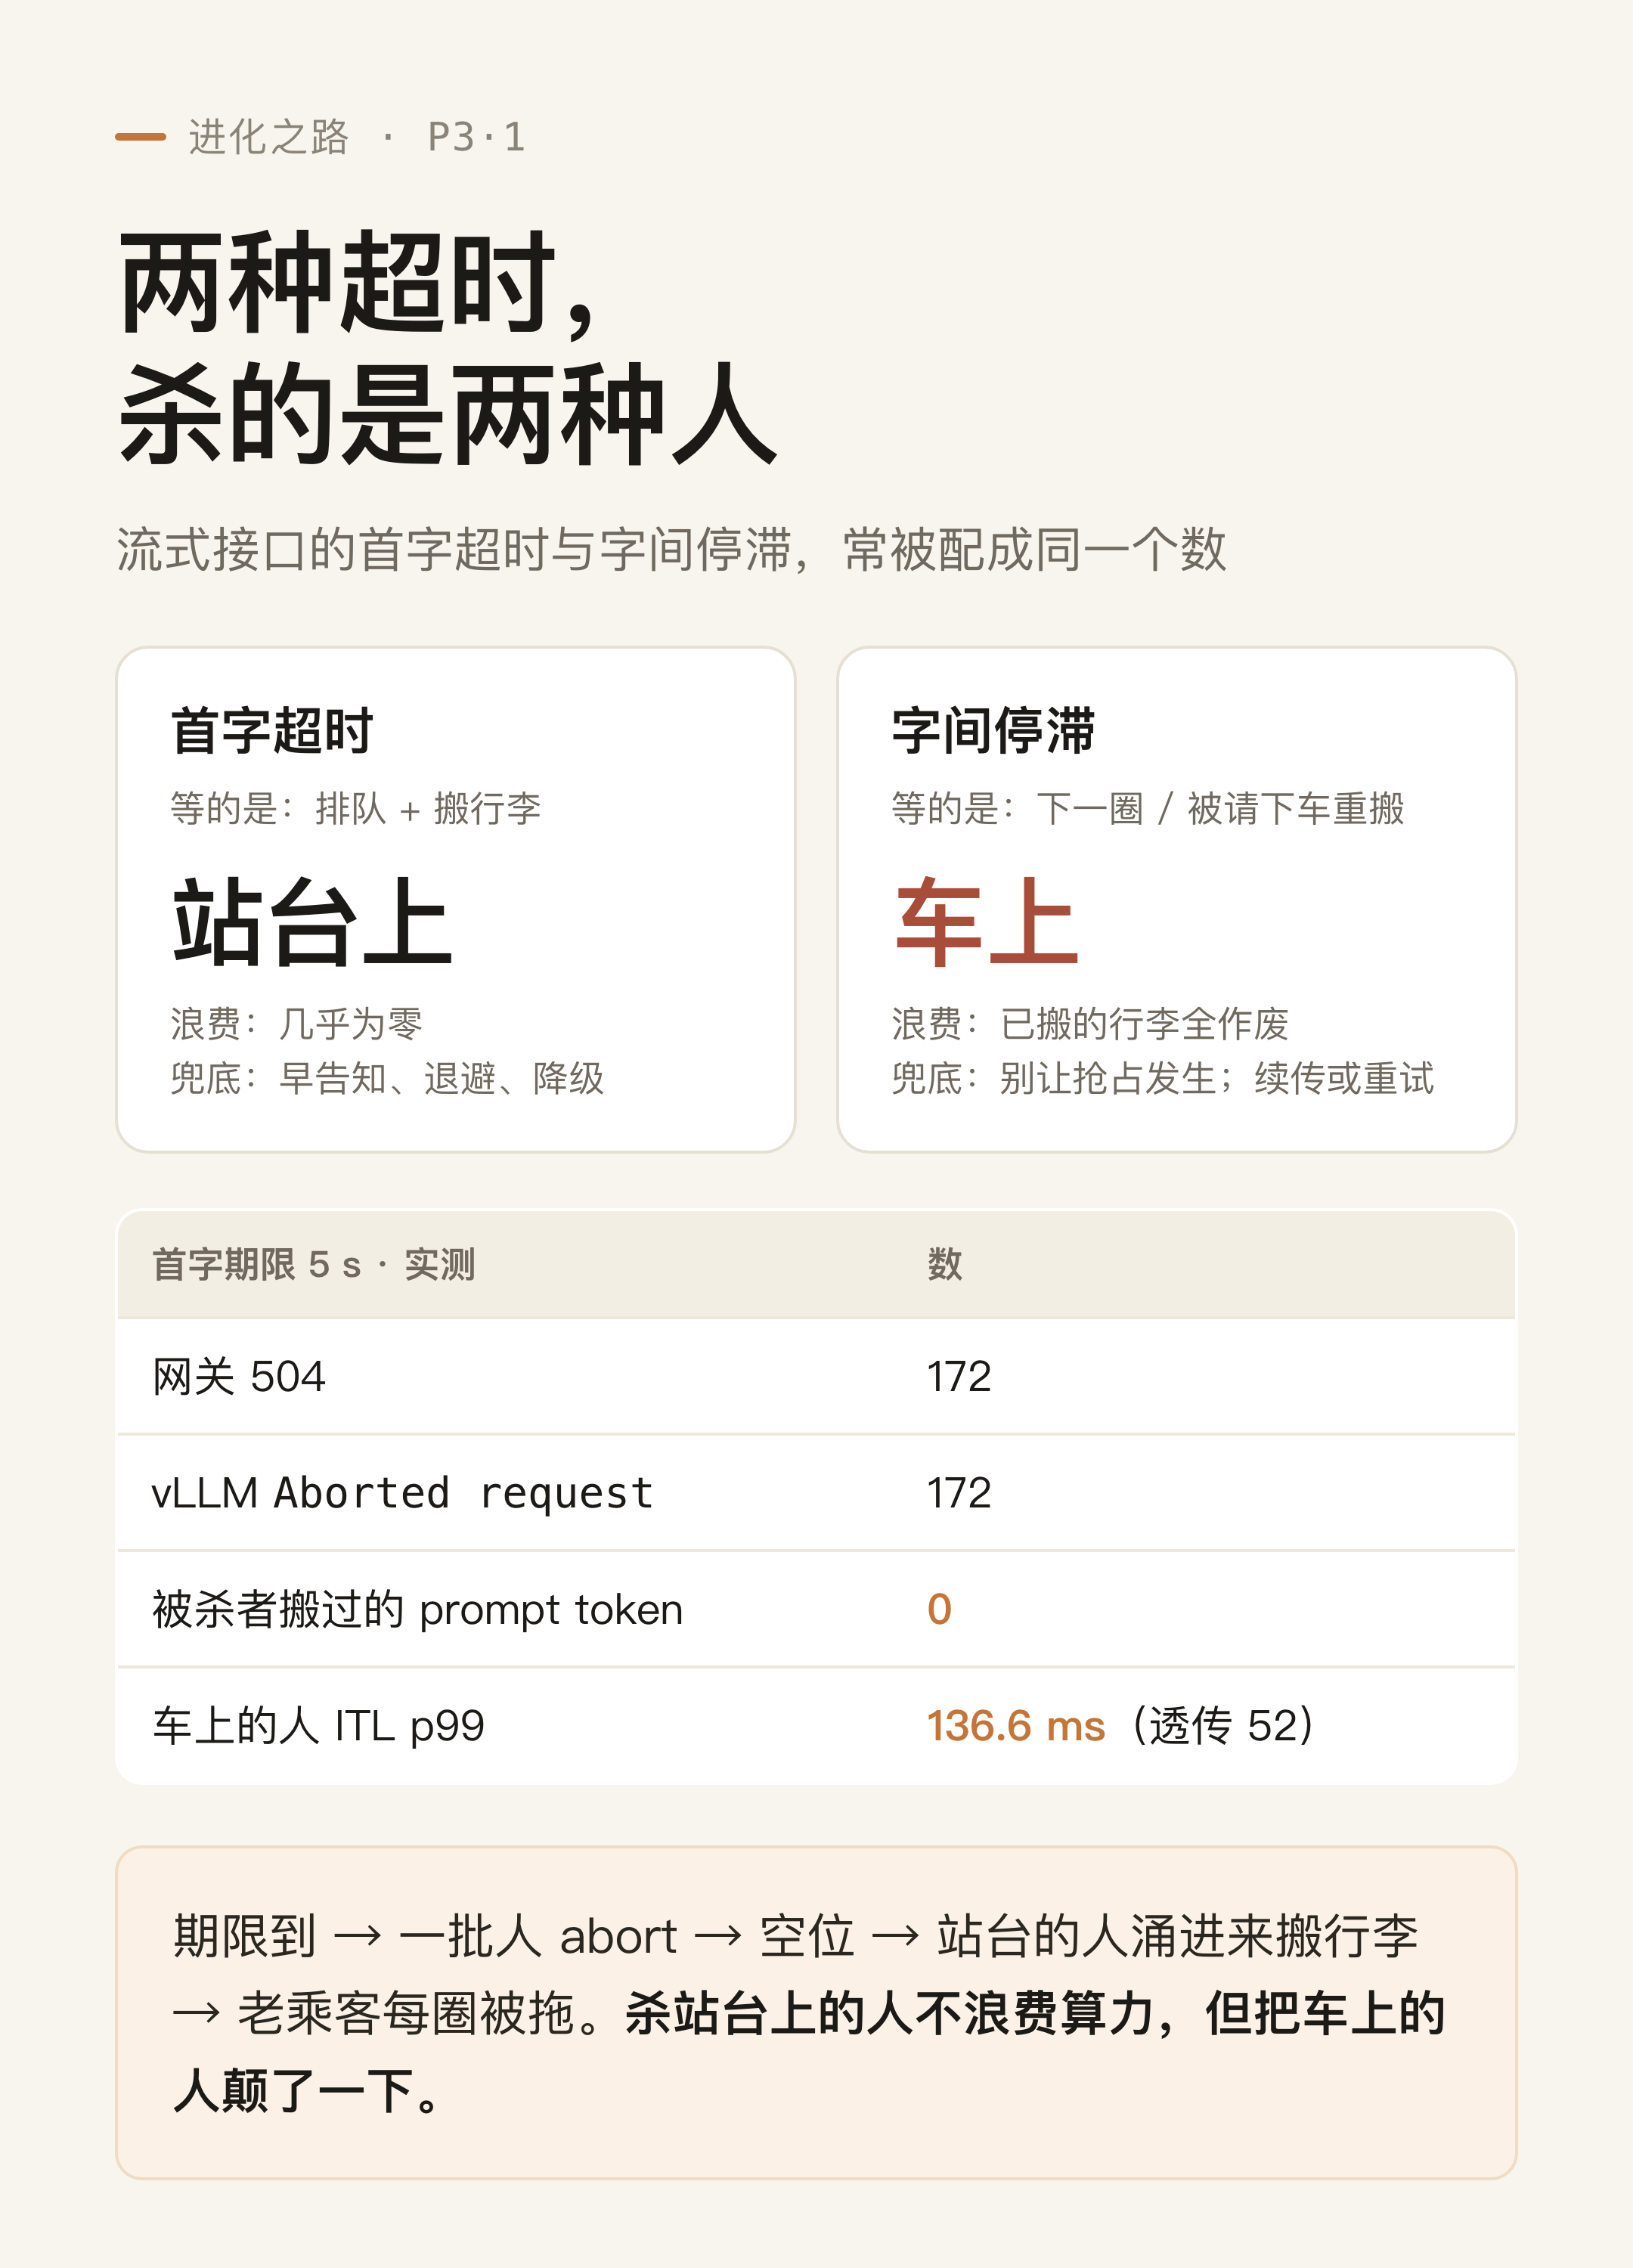 进化之路 · P3·1
两种超时，
杀的是两种人
流式接口的首字超时与字间停滞，常被配成同一个数
首字超时
等的是：排队 + 搬行李
站台上
浪费：几乎为零
兜底：早告知、退避、降级
字间停滞
等的是：下一圈 / 被请下车重搬
车上
浪费：已搬的行李全作废
兜底：别让抢占发生；续传或重试
首字期限 5 s · 实测 数
网关 504 172
vLLM Aborted request 172
被杀者搬过的 prompt token 0
车上的人 ITL p99 136.6 ms（透传 52）
期限到 → 一批人 abort → 空位 → 站台的人涌进来搬行李
→ 老乘客每圈被拖。杀站台上的人不浪费算力，但把车上的
人颠了一下。